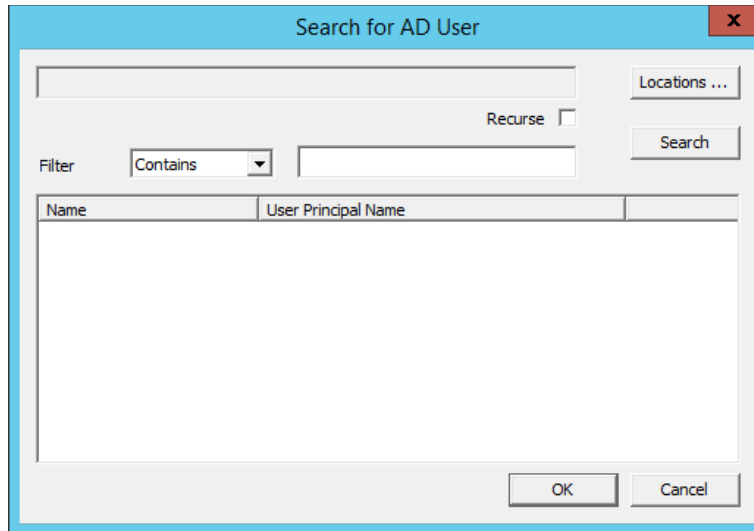 Search for AD User
x
Locations ...
Recurse
Search
Filter Contains
Name User Principal Name
OK Cancel